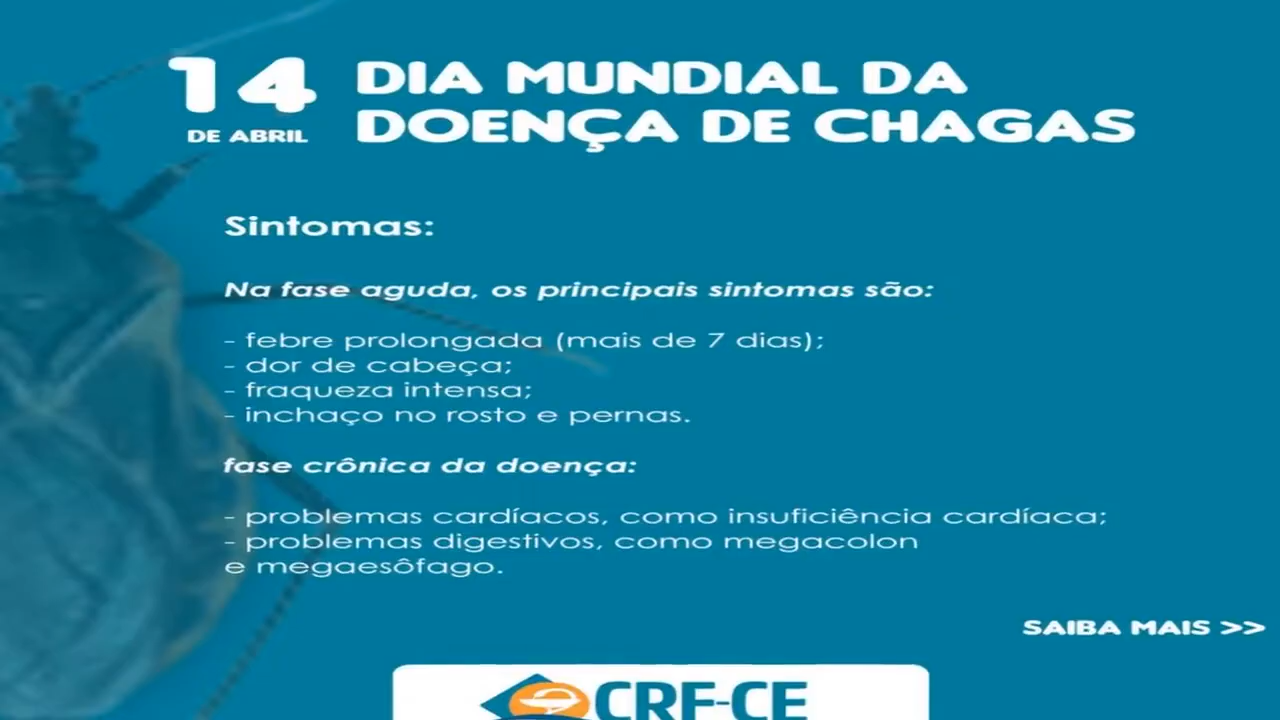 14
DE ABRIL
DIA MUNDIAL DA
DOENÇA DE CHAGAS
Sintomas:
Na fase aguda, os principais sintomas são:
- febre prolongada (mais de 7 dias);
- dor de cabeça;
- fraqueza intensa;
- inchaço no rosto e pernas.
fase crônica da doença:
- problemas cardíacos, como insuficiência cardíaca;
- problemas digestivos, como megacolon
e megaesôfago.
SAIBA MAIS >>
CRF-CE